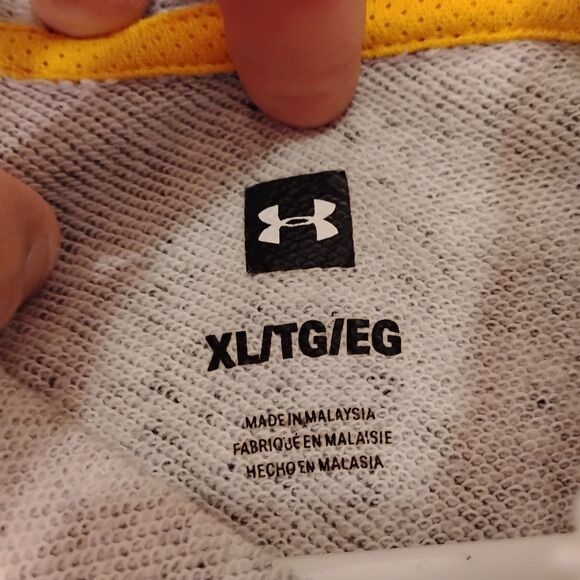 XL/TG/EG
MADE IN MALAYSIA
FABRIQUÉ EN MALAISIE
HECHO EN MALASIA